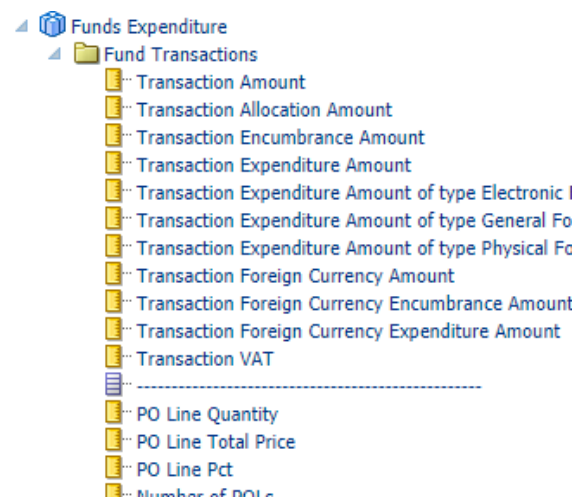 Funds Expenditure
Fund Transactions
Transaction Amount
Transaction Allocation Amount
Transaction Encumbrance Amount
Transaction Expenditure Amount
Transaction Expenditure Amount of type Electronic
Transaction Expenditure Amount of type General
Transaction Expenditure Amount of type Physical
Transaction Foreign Currency Amount
Transaction Foreign Currency Encumbrance Amount
Transaction Foreign Currency Expenditure Amount
Transaction VAT
--------------------------------------------------
PO Line Quantity
PO Line Total Price
PO Line Pct
Number of POLs